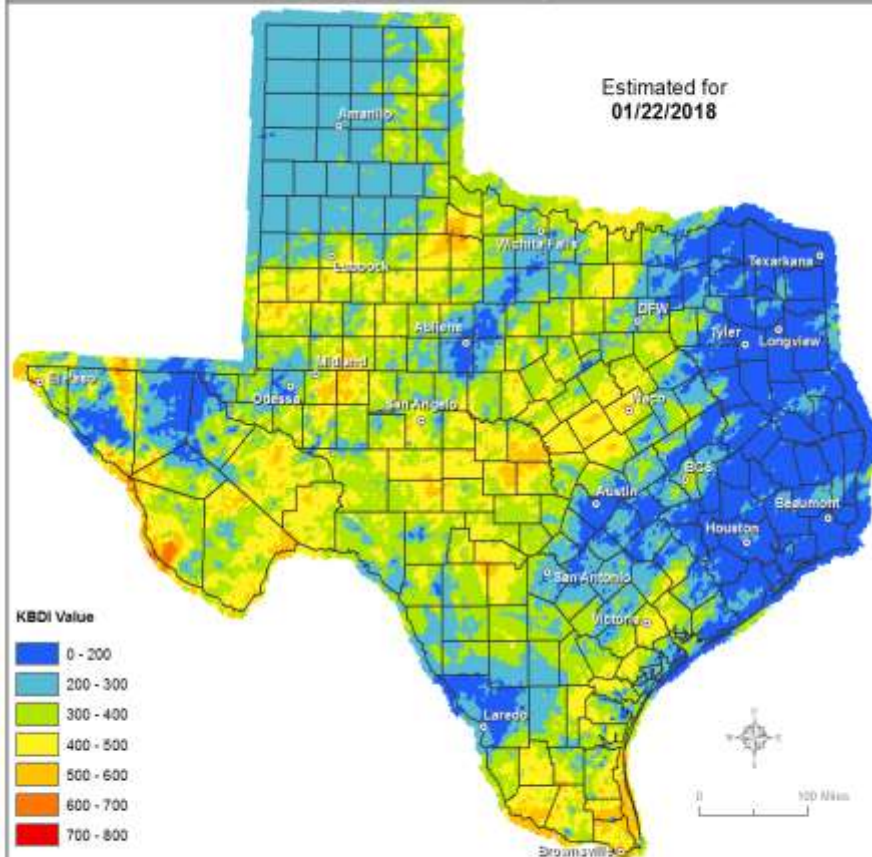 Estimated for
01/22/2018
Amarillo
Wichita Falls
Lubbock
Texarkana
DFW
Abilene
Tyler
Longview
Midland
El Paso
Odessa
San Angelo
Waco
BCS
Austin
Beaumont
Houston
San Antonio
Victoria
KBDI Value
0 - 200
200 - 300
300 - 400
400 - 500
500 - 600
600 - 700
700 - 800
Laredo
N
W
E
S
0 100 Miles
Brownsville